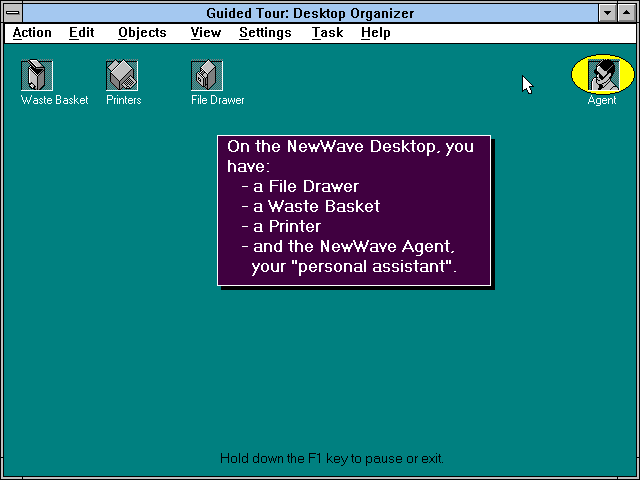 Guided Tour: Desktop Organizer
Action Edit Objects View Settings Task Help
Waste Basket Printers File Drawer Agent
On the NewWave Desktop, you
have:
- a File Drawer
- a Waste Basket
- a Printer
- and the NewWave Agent,
your "personal assistant".
Hold down the F1 key to pause or exit.